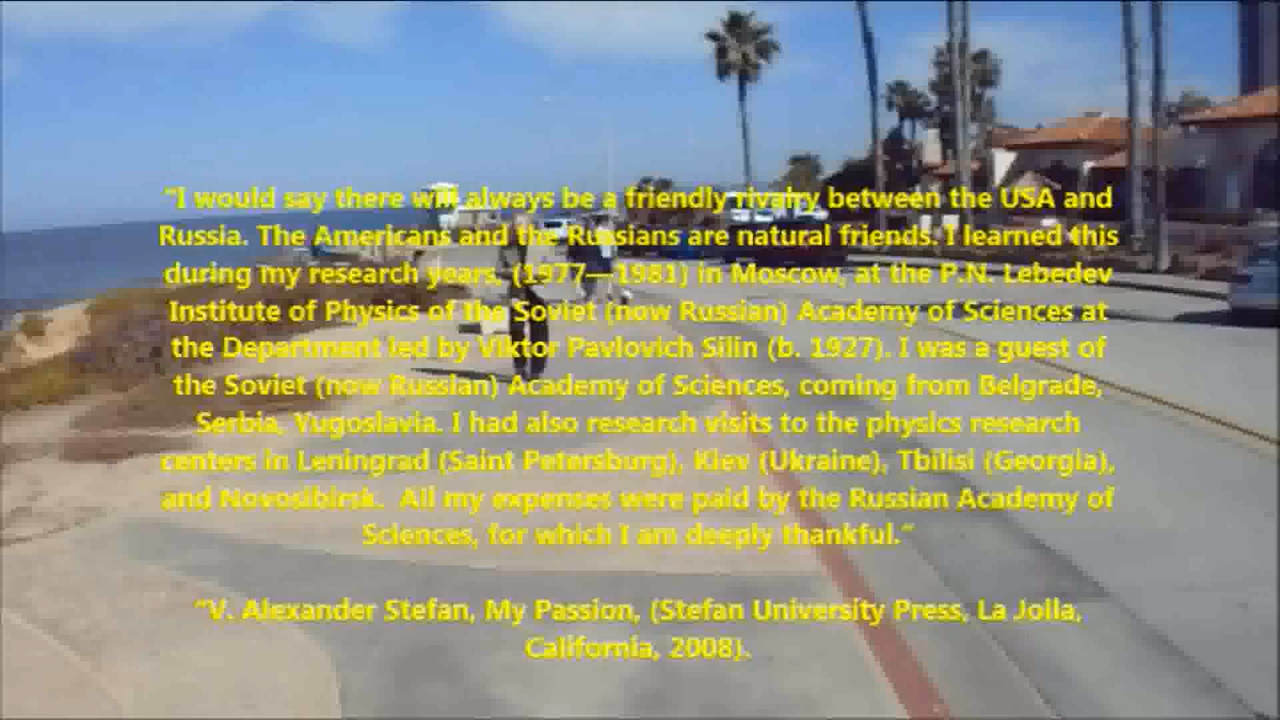 "I would say there will always be a friendly rivalry between the USA and
Russia. The Americans and the Russians are natural friends. I learned this
during my research years, (1977—1981) in Moscow, at the P.N. Lebedev
Institute of Physics of the Soviet (now Russian) Academy of Sciences at
the Department led by Viktor Pavlovich Silin (b. 1927). I was a guest of
the Soviet (now Russian) Academy of Sciences, coming from Belgrade,
Serbia, Yugoslavia. I had also research visits to the physics research
centers in Leningrad (Saint Petersburg), Kiev (Ukraine), Tbilisi (Georgia),
and Novosibirsk.  All my expenses were paid by the Russian Academy of
Sciences, for which I am deeply thankful."
"V. Alexander Stefan, My Passion, (Stefan University Press, La Jolla,
California, 2008).